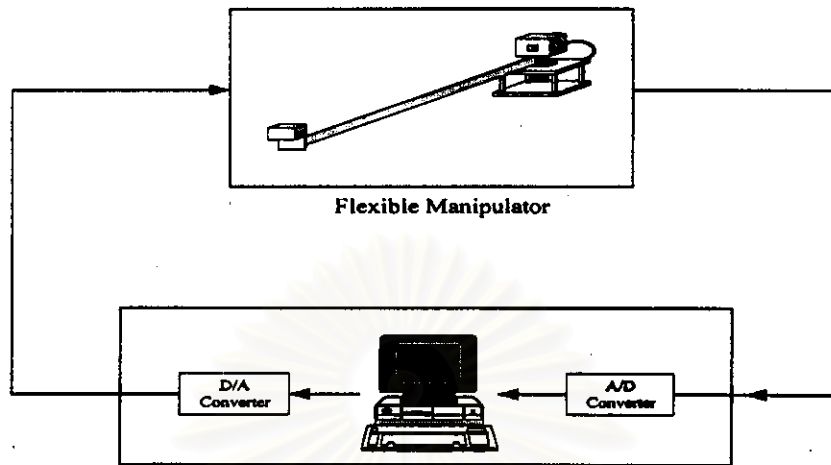 Flexible Manipulator
D/A
Converter
A/D
Converter